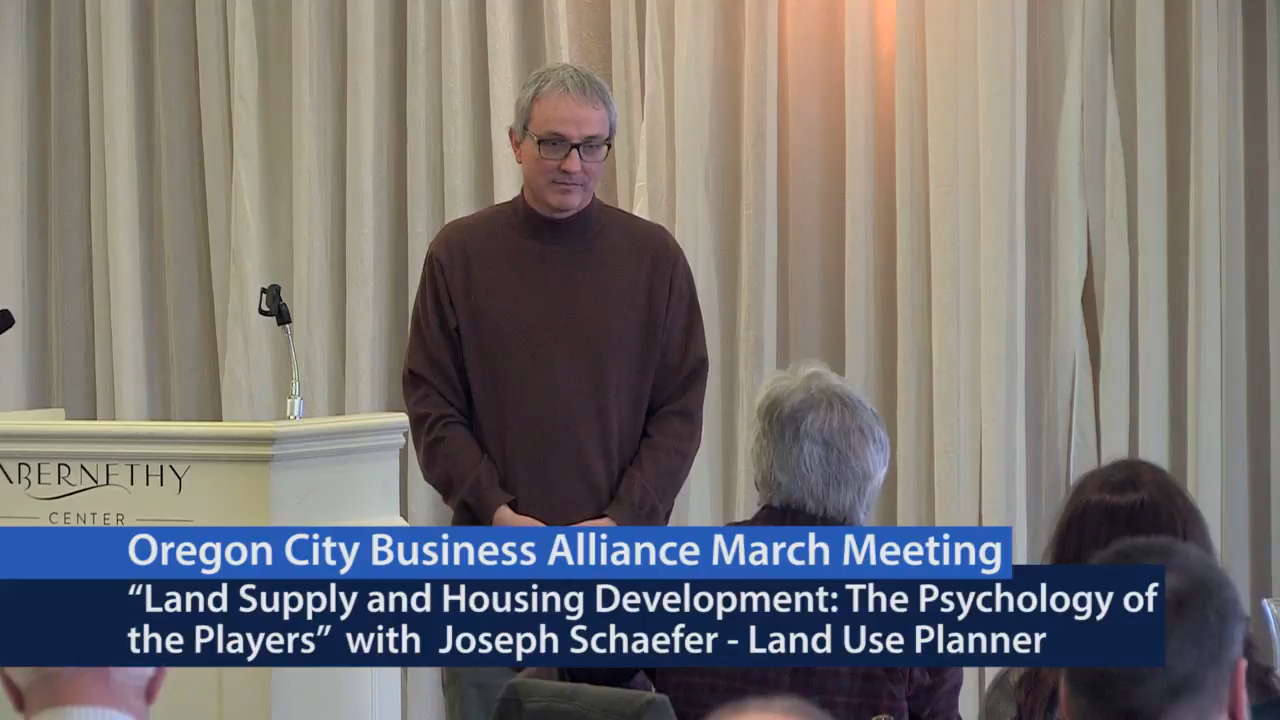 ABERNETHY
CENTER
Oregon City Business Alliance March Meeting
“Land Supply and Housing Development: The Psychology of
the Players” with Joseph Schaefer - Land Use Planner